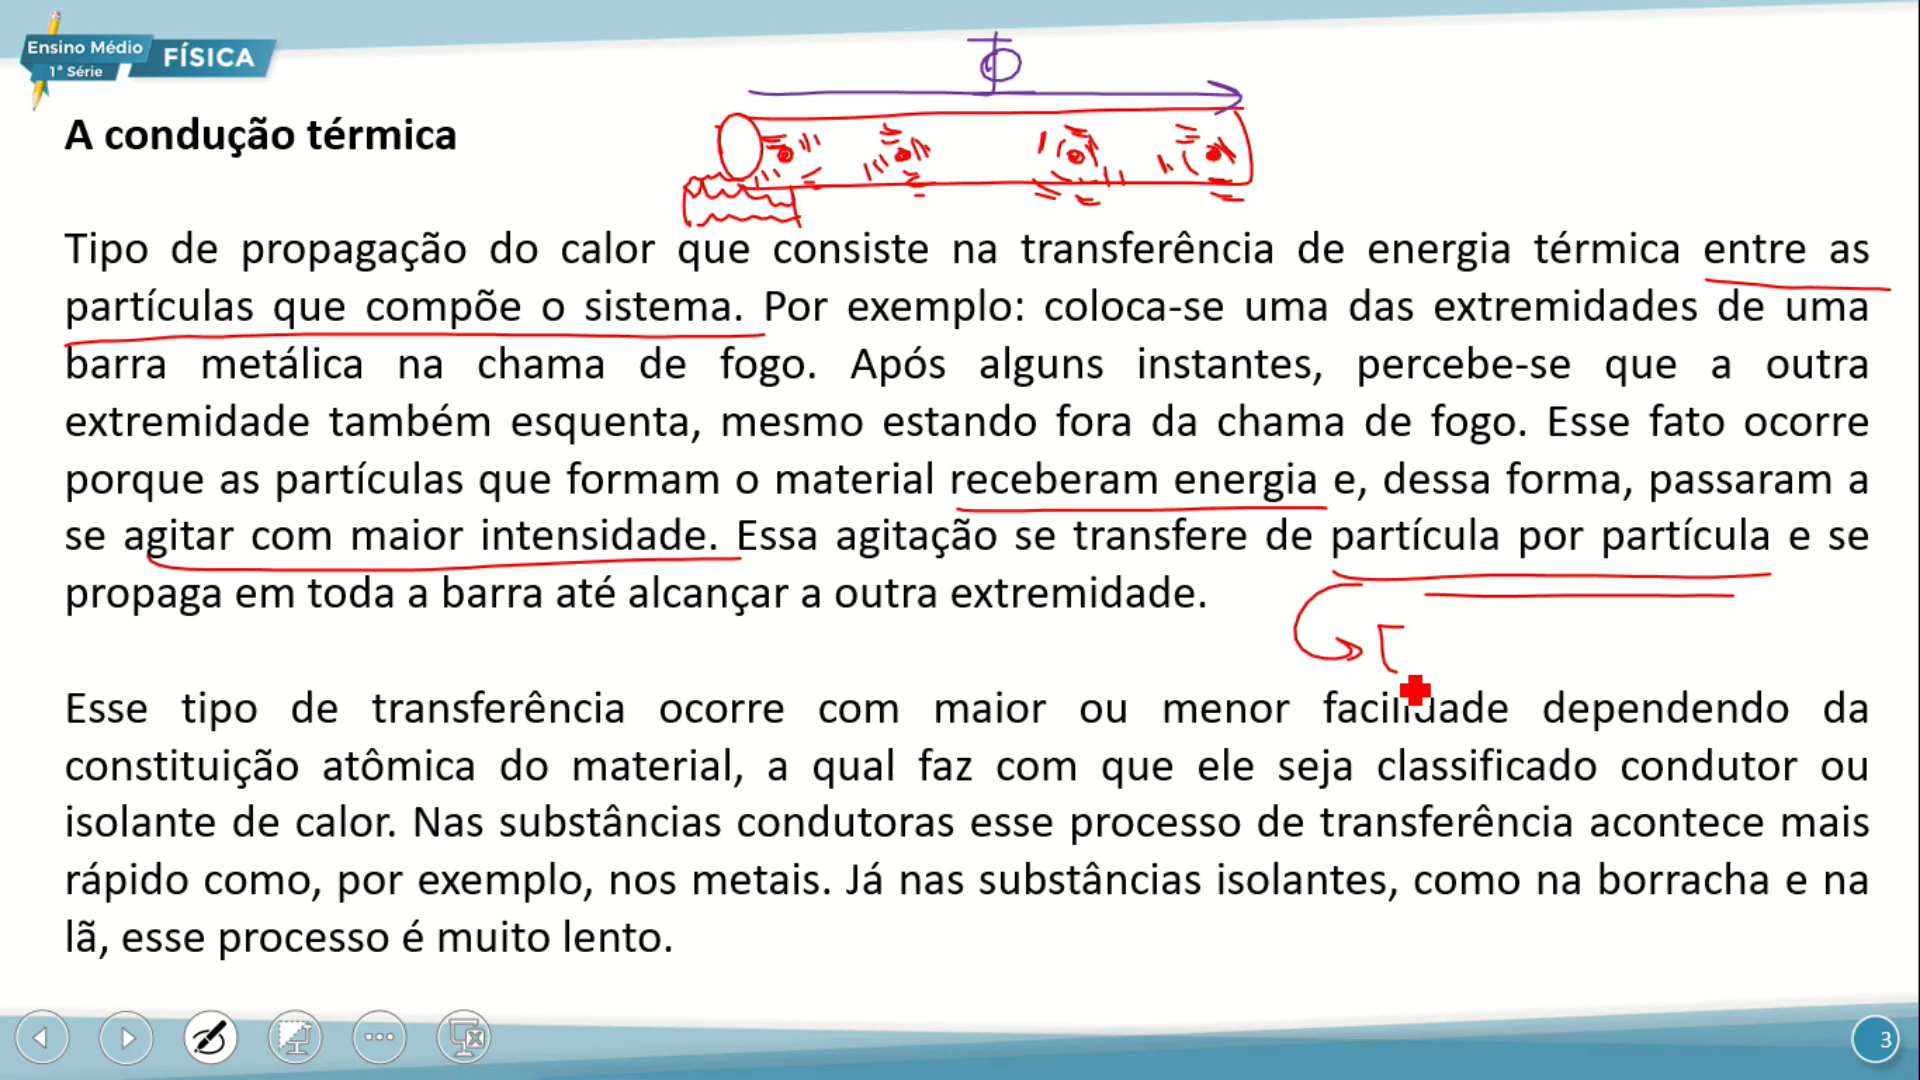 Ensino Médio
1ª Série
FÍSICA
Φ
A condução térmica
Tipo de propagação do calor que consiste na transferência de energia térmica entre as
partículas que compõe o sistema. Por exemplo: coloca-se uma das extremidades de uma
barra metálica na chama de fogo. Após alguns instantes, percebe-se que a outra
extremidade também esquenta, mesmo estando fora da chama de fogo. Esse fato ocorre
porque as partículas que formam o material receberam energia e, dessa forma, passaram a
se agitar com maior intensidade. Essa agitação se transfere de partícula por partícula e se
propaga em toda a barra até alcançar a outra extremidade.
Esse tipo de transferência ocorre com maior ou menor facilidade dependendo da
constituição atômica do material, a qual faz com que ele seja classificado condutor ou
isolante de calor. Nas substâncias condutoras esse processo de transferência acontece mais
rápido como, por exemplo, nos metais. Já nas substâncias isolantes, como na borracha e na
lã, esse processo é muito lento.
3